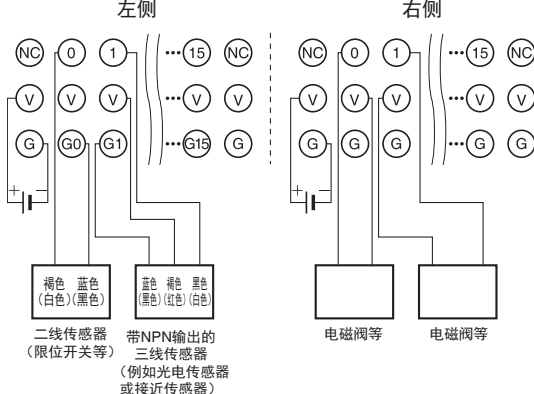 左侧
右侧
NC 0 1 ···15 NC
V V V ···V V
G G0 G1 ···G15 G
NC 0 1 ···15 NC
V V V ···V V
G G G ···G G
+ −
+ −
褐色 蓝色
(白色)(黑色)
蓝色 褐色 黑色
(黑色)(红色)(白色)
二线传感器
（限位开关等）
带NPN输出的
三线传感器
（例如光电传感器
或接近传感器）
电磁阀等
电磁阀等